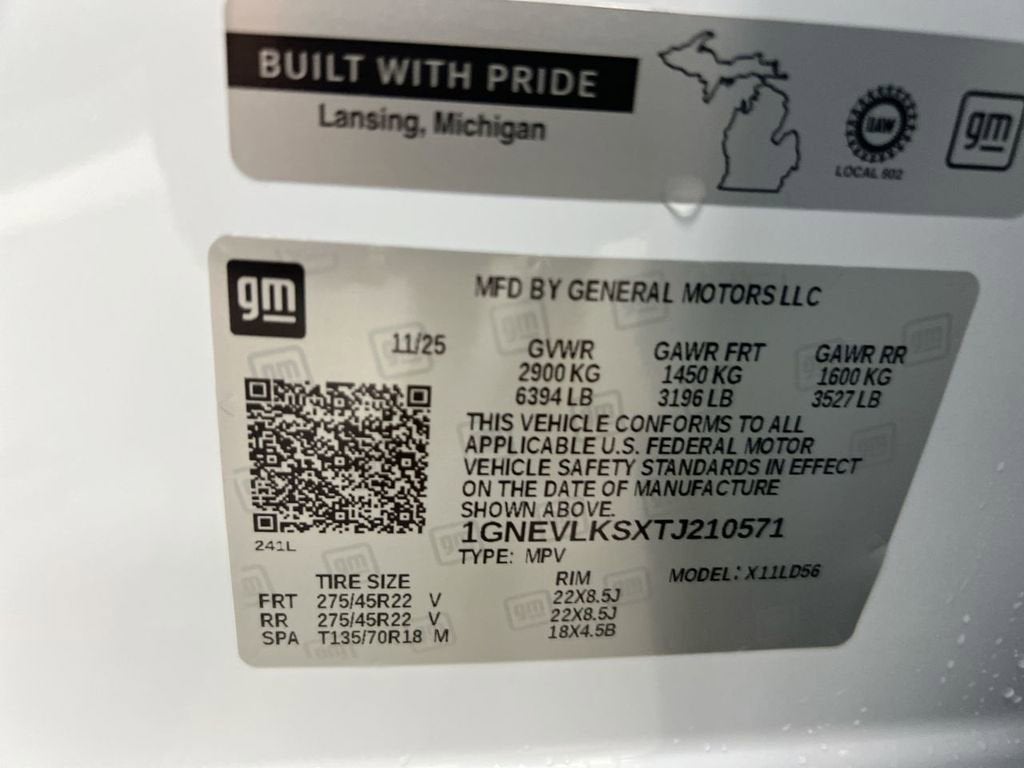 BUILT WITH PRIDE
Lansing, Michigan
UAW
LOCAL 602
gm
gm
MFD BY GENERAL MOTORS LLC
11/25
GVWR GAWR FRT GAWR RR
2900 KG 1450 KG 1600 KG
6394 LB 3196 LB 3527 LB
THIS VEHICLE CONFORMS TO ALL
APPLICABLE U.S. FEDERAL MOTOR
VEHICLE SAFETY STANDARDS IN EFFECT
ON THE DATE OF MANUFACTURE
SHOWN ABOVE.
1GNEVLKSXTJ210571
241L
TYPE: MPV
MODEL: X11LD56
TIRE SIZE RIM
FRT 275/45R22 V 22X8.5J
RR 275/45R22 V 22X8.5J
SPA T135/70R18 M 18X4.5B